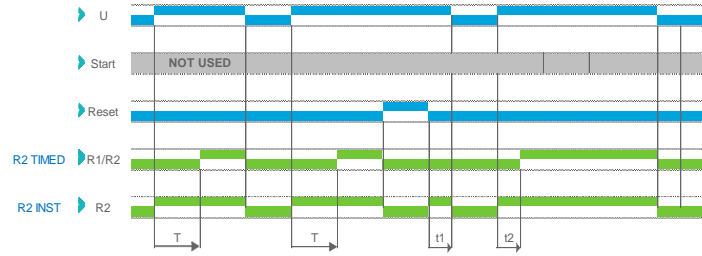 U
Start NOT USED
Reset
R2 TIMED R1/R2
R2 INST R2
T T t1 t2